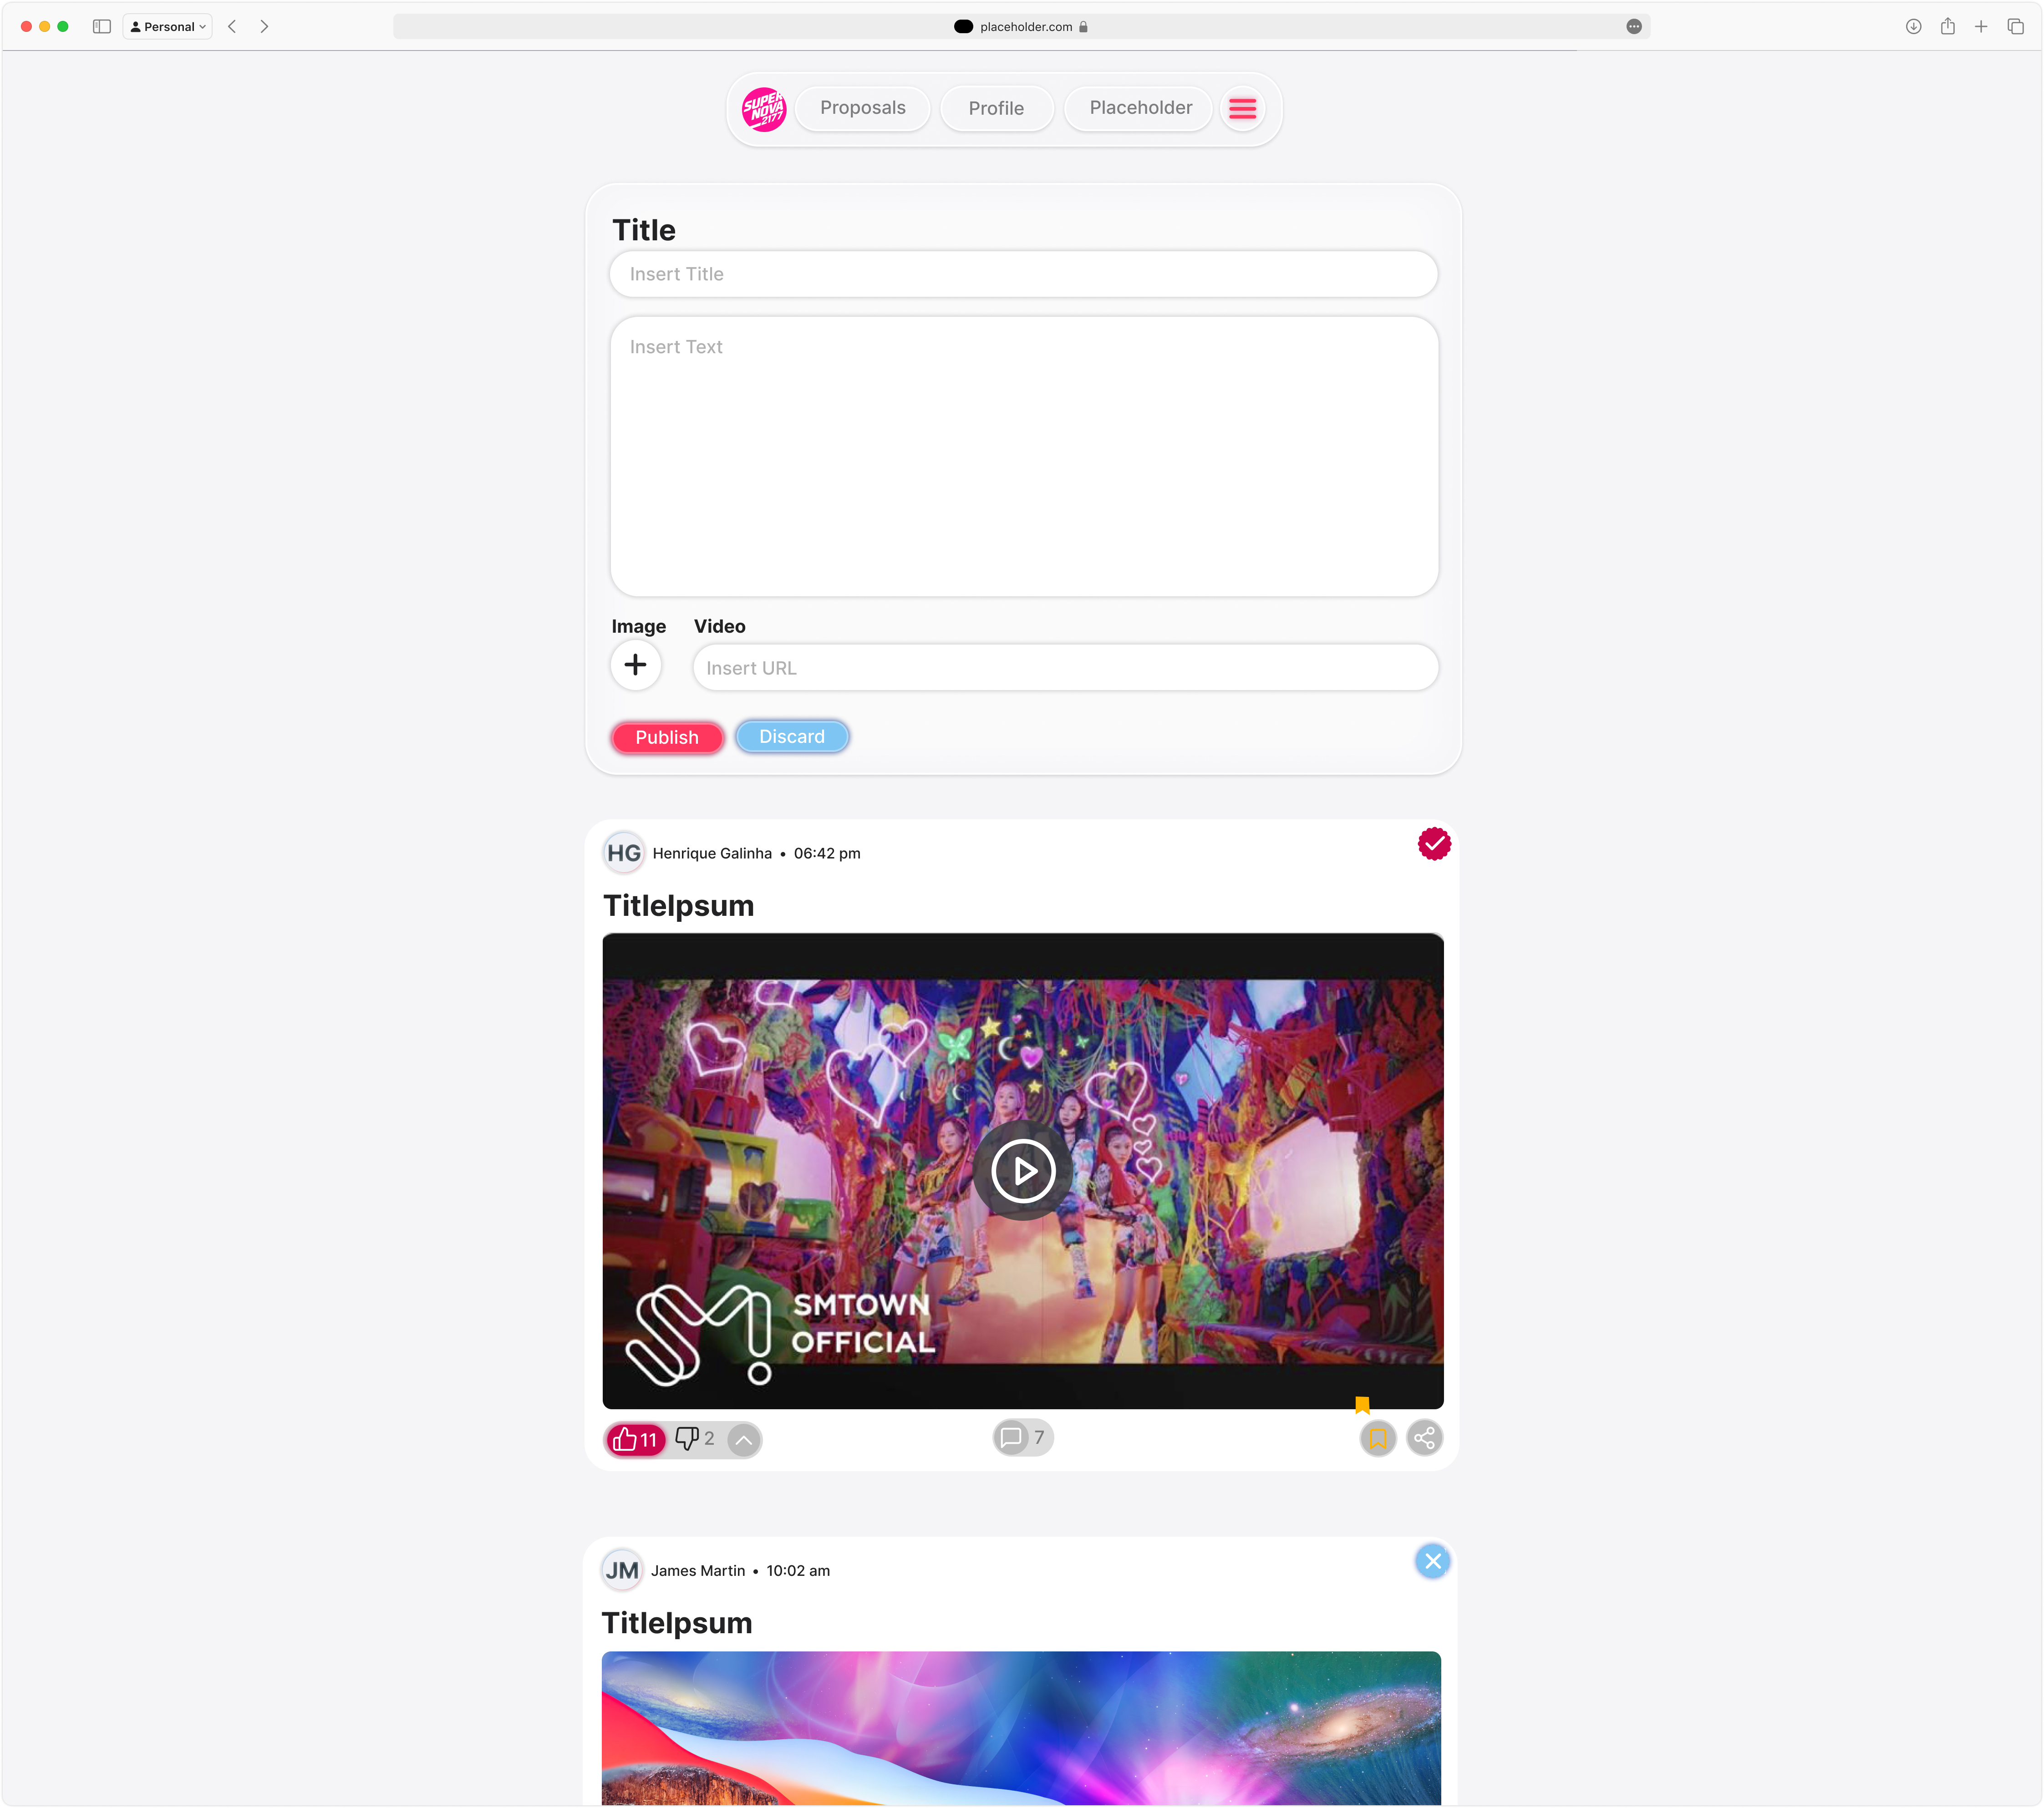 Personal
placeholder.com
SUPER
NOVA
2177
Proposals
Profile
Placeholder
Title
Insert Title
Insert Text
Image
Video
Insert URL
Publish
Discard
HG
Henrique Galinha • 06:42 pm
TitleIpsum
SMTOWN
OFFICIAL
11
2
7
JM
James Martin • 10:02 am
TitleIpsum